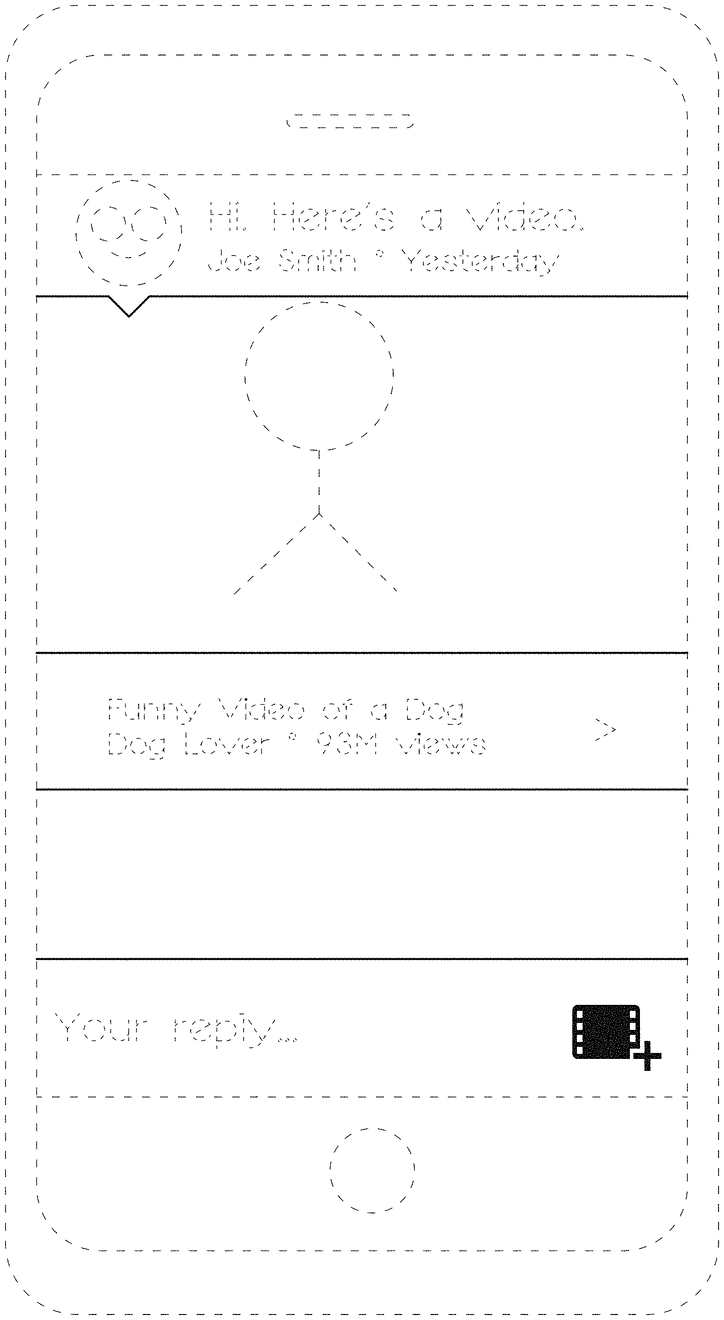 Hi. Here's a video.
Joe Smith ° Yesterday
Funny Video of a Dog
Dog Lover ° 93M views
>
Your reply...